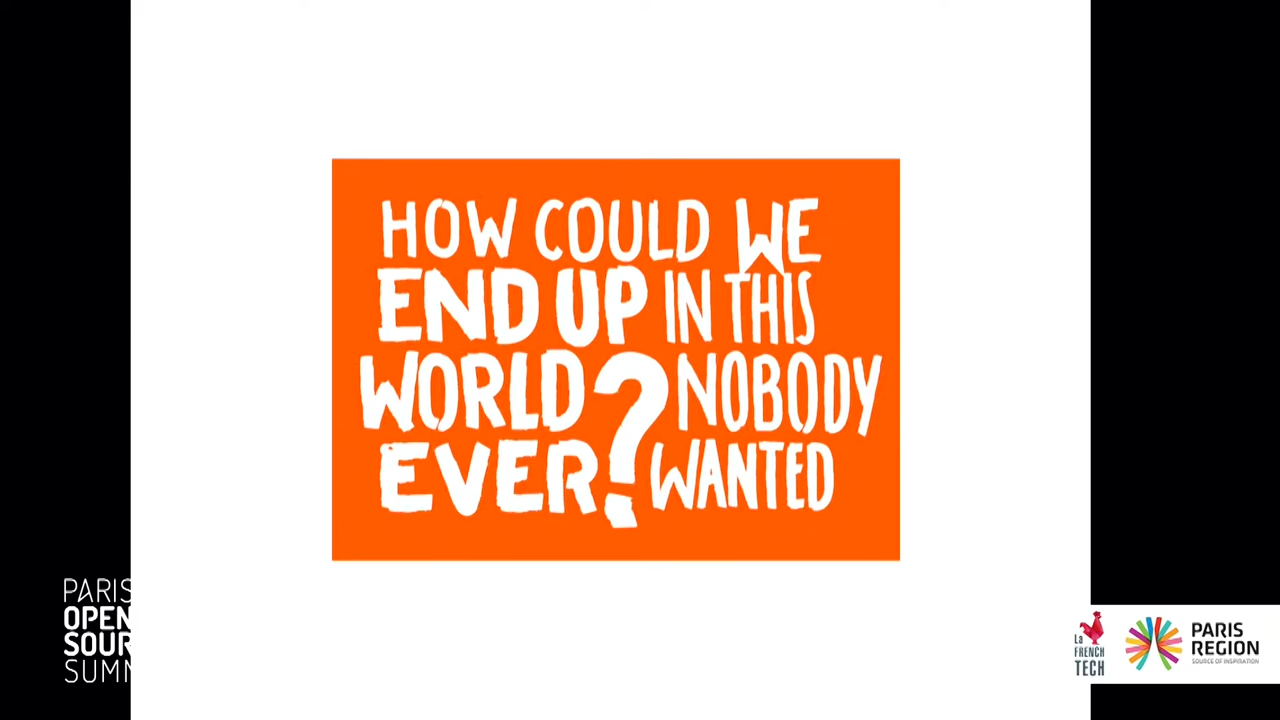 HOW COULD WE
END UP IN THIS
WORLD ? NOBODY
EVER WANTED
PARIS
OPEN
SOUR
SUMM
La
FRENCH
TECH
PARIS
REGION
SOURCE OF INSPIRATION